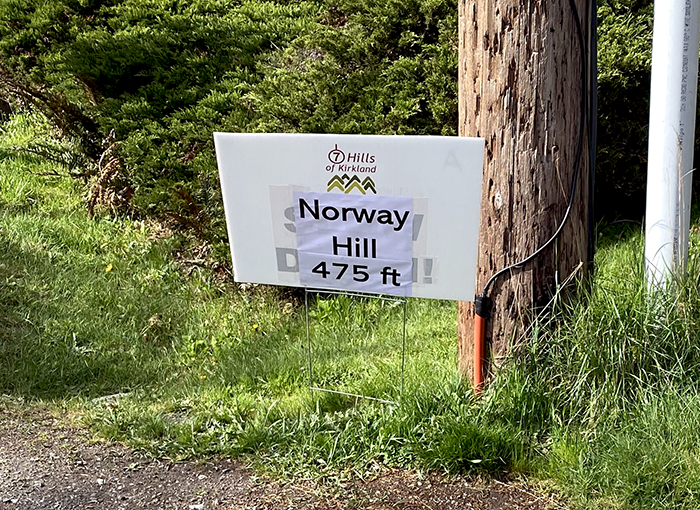 7 Hills
of Kirkland
Norway
Hill
475 ft